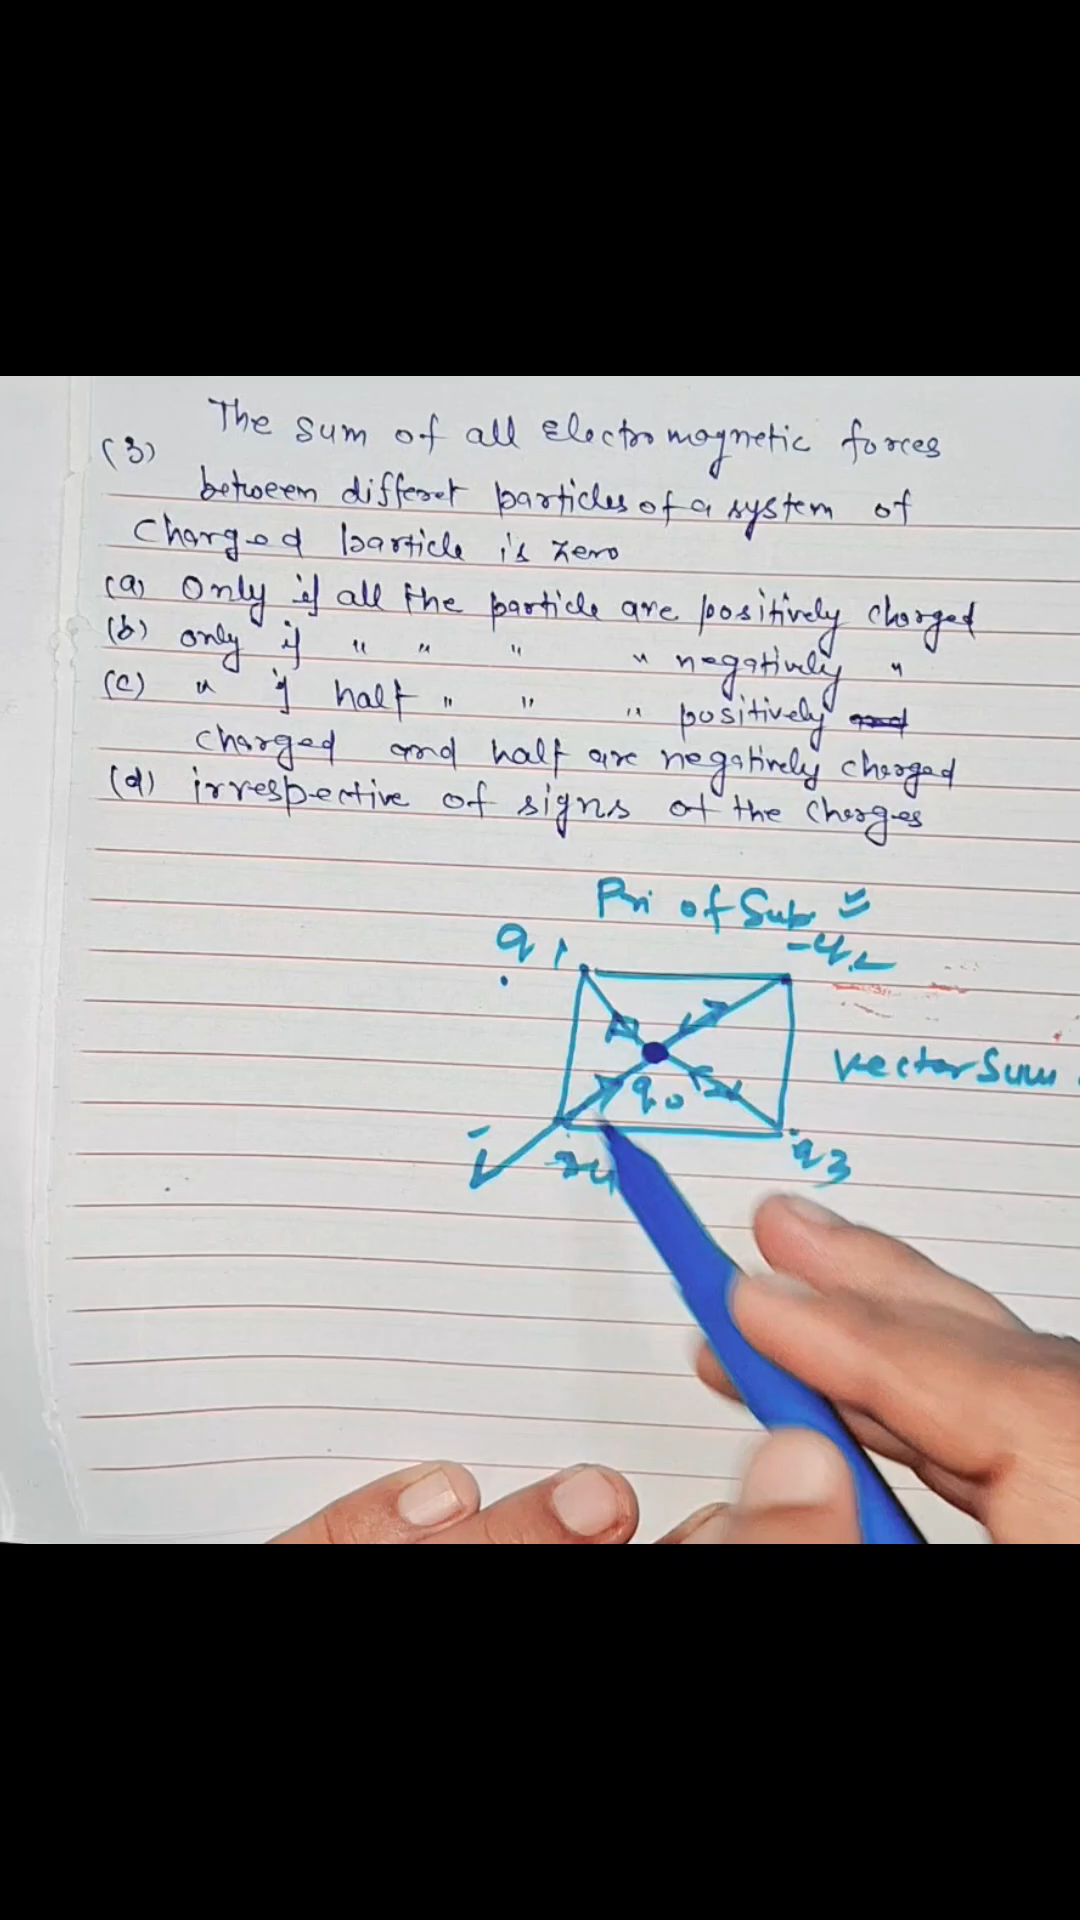 The sum of all electromagnetic forces
(3)
between differet particles of a system of
Charged particle is zero
(a) Only if all the particle are positively charged
(b) only if " " " " negatively "
(c) " if half " " " positively and
charged and half are negatively charged
(d) irrespective of signs of the charges
Pri of Sub
q1
q0
q3
Vector Sum